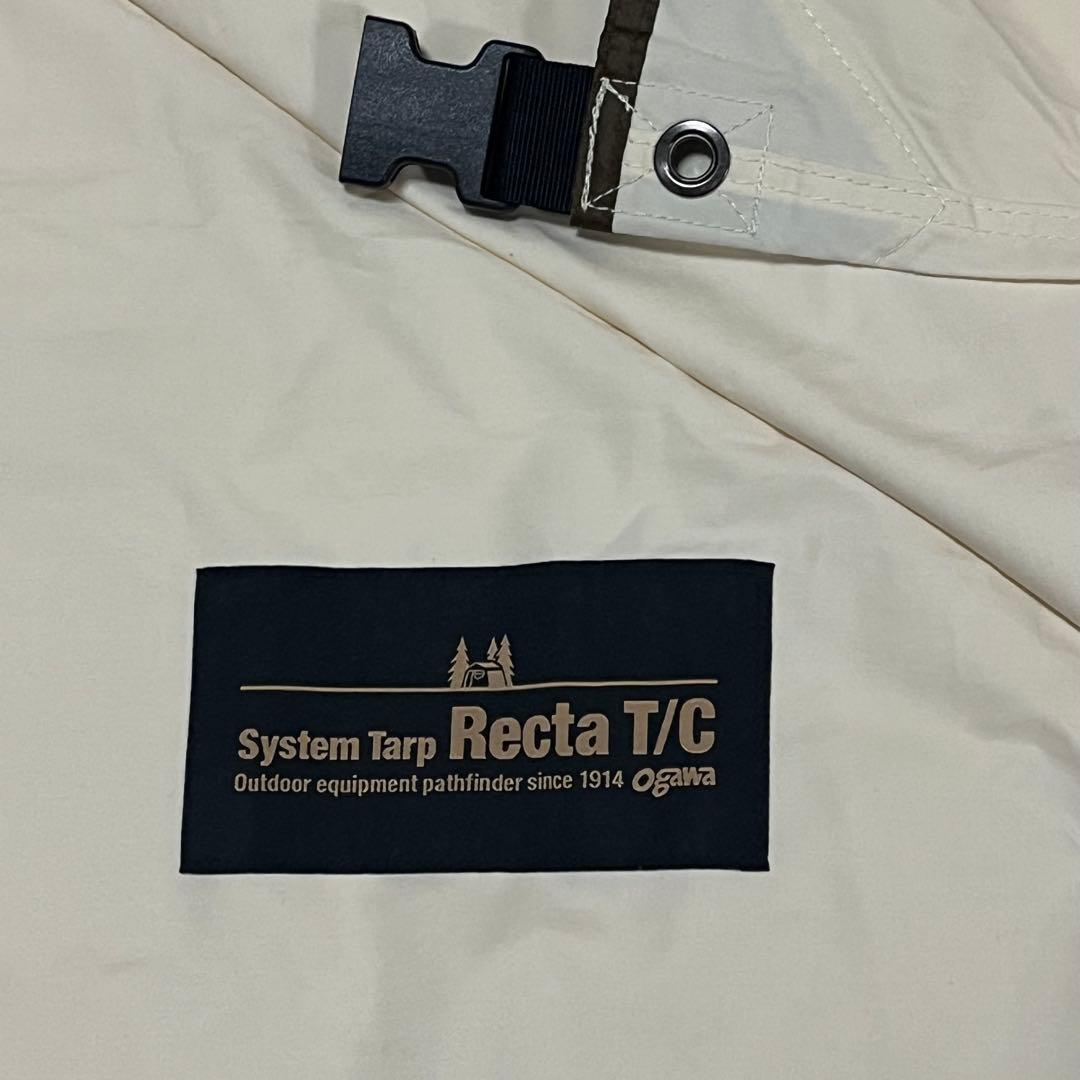 System Tarp Recta T/C
Outdoor equipment pathfinder since 1914 ogawa